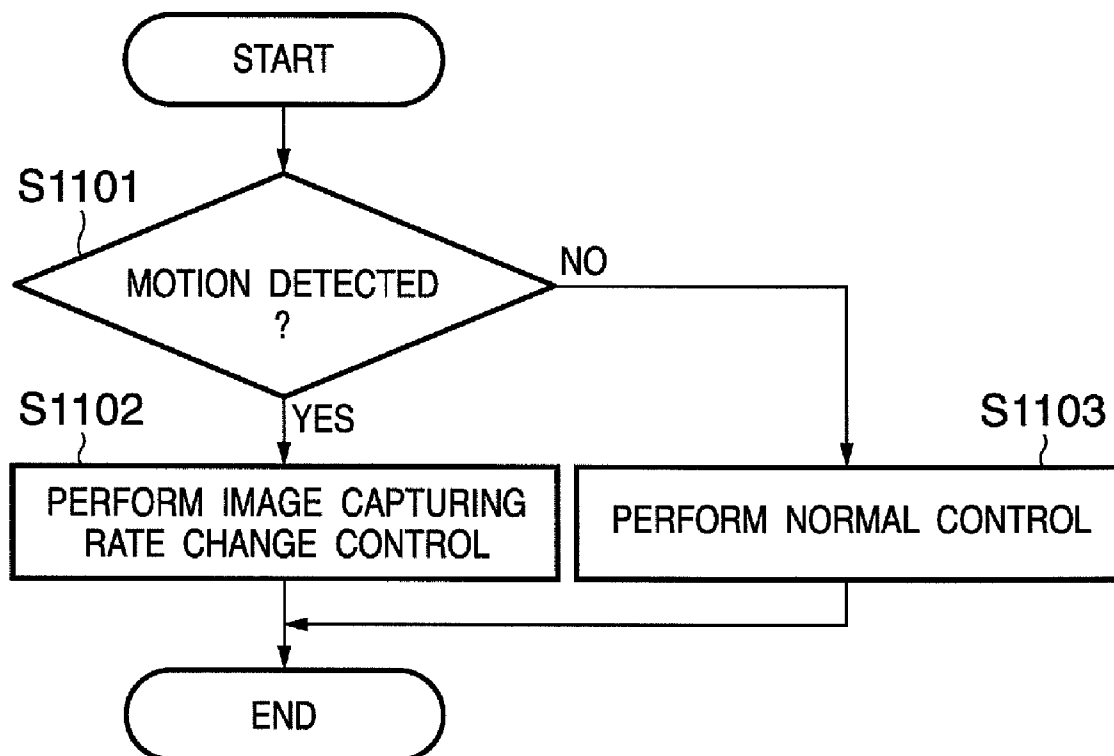 START
S1101
MOTION DETECTED
?
NO
YES
S1102
PERFORM IMAGE CAPTURING
RATE CHANGE CONTROL
S1103
PERFORM NORMAL CONTROL
END